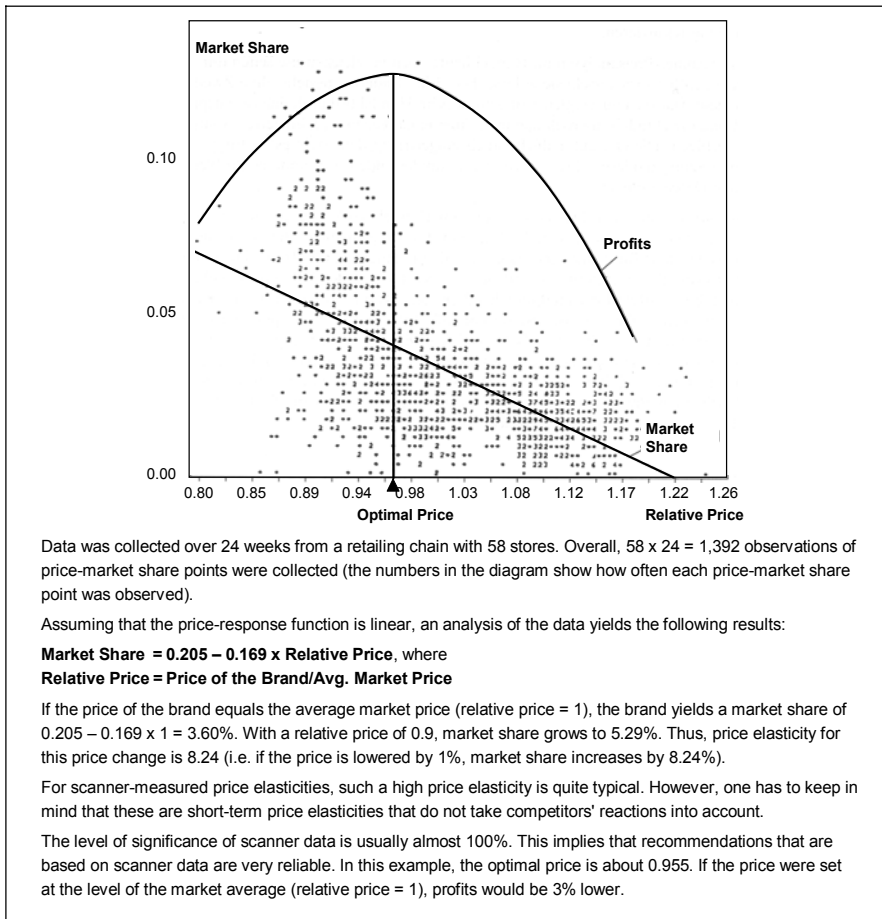 Market Share
0.10
Profits
0.05
Market
Share
0.00
0.80 0.85 0.89 0.94 0.98 1.03 1.08 1.12 1.17 1.22 1.26
Optimal Price Relative Price
Data was collected over 24 weeks from a retailing chain with 58 stores. Overall, 58 x 24 = 1,392 observations of
price-market share points were collected (the numbers in the diagram show how often each price-market share
point was observed).
Assuming that the price-response function is linear, an analysis of the data yields the following results:
Market Share = 0.205 – 0.169 x Relative Price, where
Relative Price = Price of the Brand/Avg. Market Price
If the price of the brand equals the average market price (relative price = 1), the brand yields a market share of
0.205 – 0.169 x 1 = 3.60%. With a relative price of 0.9, market share grows to 5.29%. Thus, price elasticity for
this price change is 8.24 (i.e. if the price is lowered by 1%, market share increases by 8.24%).
For scanner-measured price elasticities, such a high price elasticity is quite typical. However, one has to keep in
mind that these are short-term price elasticities that do not take competitors' reactions into account.
The level of significance of scanner data is usually almost 100%. This implies that recommendations that are
based on scanner data are very reliable. In this example, the optimal price is about 0.955. If the price were set
at the level of the market average (relative price = 1), profits would be 3% lower.